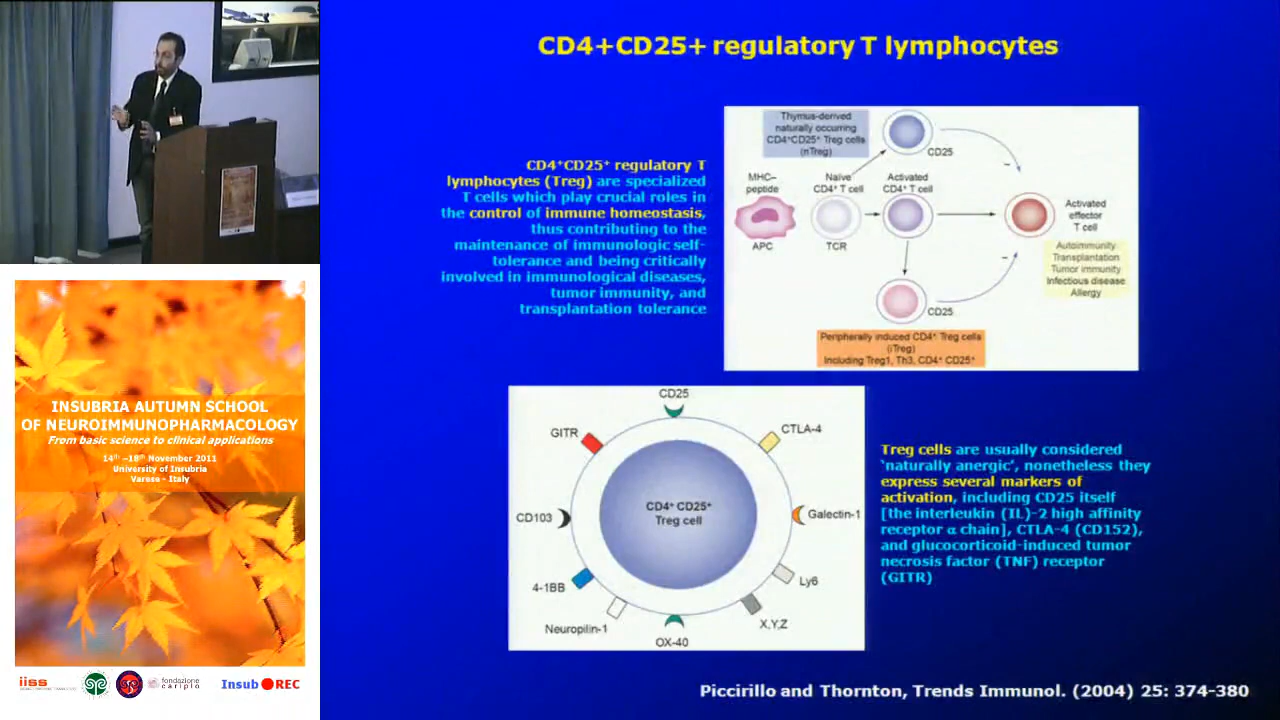 CD4+CD25+ regulatory T lymphocytes
CD4⁺CD25⁺ regulatory T
lymphocytes (Treg) are specialized
T cells which play crucial roles in
the control of immune homeostasis,
thus contributing to the
maintenance of immunologic self-
tolerance and being critically
involved in immunological diseases,
tumor immunity, and
transplantation tolerance
Thymus-derived
naturally occurring
CD4⁺CD25⁺ Treg cells
(nTreg)
CD25
MHC–
peptide
APC
Naive
CD4⁺ T cell
TCR
Activated
CD4⁺ T cell
–
–
Activated
effector
T cell
Autoimmunity
Transplantation
Tumor immunity
Infectious disease
Allergy
CD25
Peripherally induced CD4⁺ Treg cells
(iTreg)
Including Treg1, Th3, CD4⁺ CD25⁺
CD25
GITR
CTLA-4
CD4⁺ CD25⁺
Treg cell
CD103
Galectin-1
4-1BB
Ly6
Neuropilin-1
X,Y,Z
OX-40
Treg cells are usually considered
'naturally anergic', nonetheless they
express several markers of
activation, including CD25 itself
[the interleukin (IL)-2 high affinity
receptor α chain], CTLA-4 (CD152),
and glucocorticoid-induced tumor
necrosis factor (TNF) receptor
(GITR)
Piccirillo and Thornton, Trends Immunol. (2004) 25: 374-380
INSUBRIA AUTUMN SCHOOL
OF NEUROIMMUNOPHARMACOLOGY
From basic science to clinical applications
14ᵗʰ –18ᵗʰ November 2011
University of Insubria
Varese - Italy
iiss
fondazione
cariplo
Insub REC